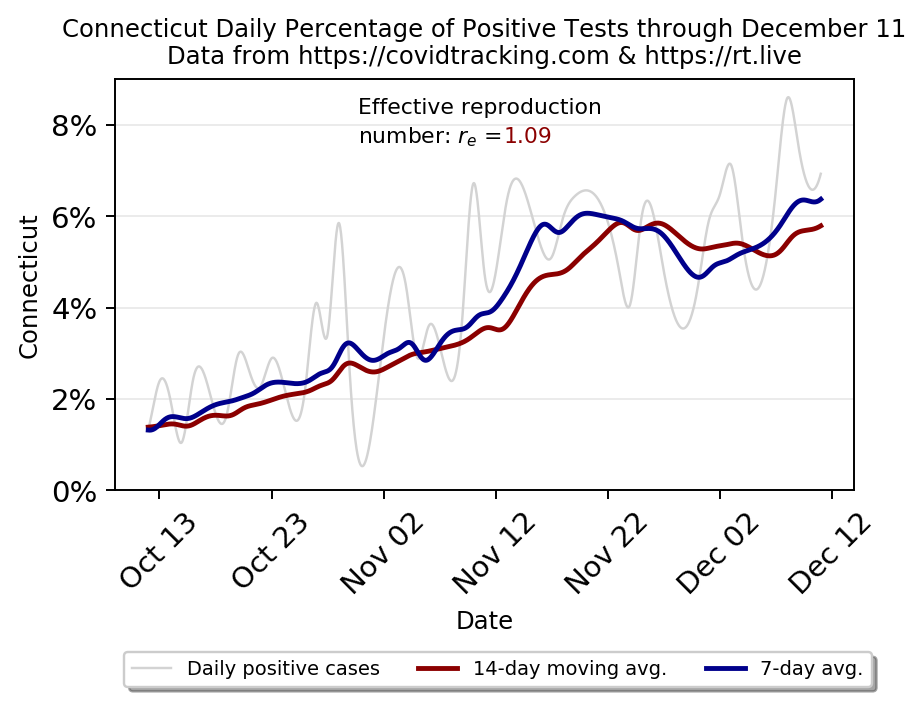 Connecticut Daily Percentage of Positive Tests through December 11
Data from https://covidtracking.com & https://rt.live
Effective reproduction
number: rₑ =1.09
8%
6%
4%
2%
0%
Connecticut
Oct 13
Oct 23
Nov 02
Nov 12
Nov 22
Dec 02
Dec 12
Date
Daily positive cases
14-day moving avg.
7-day avg.